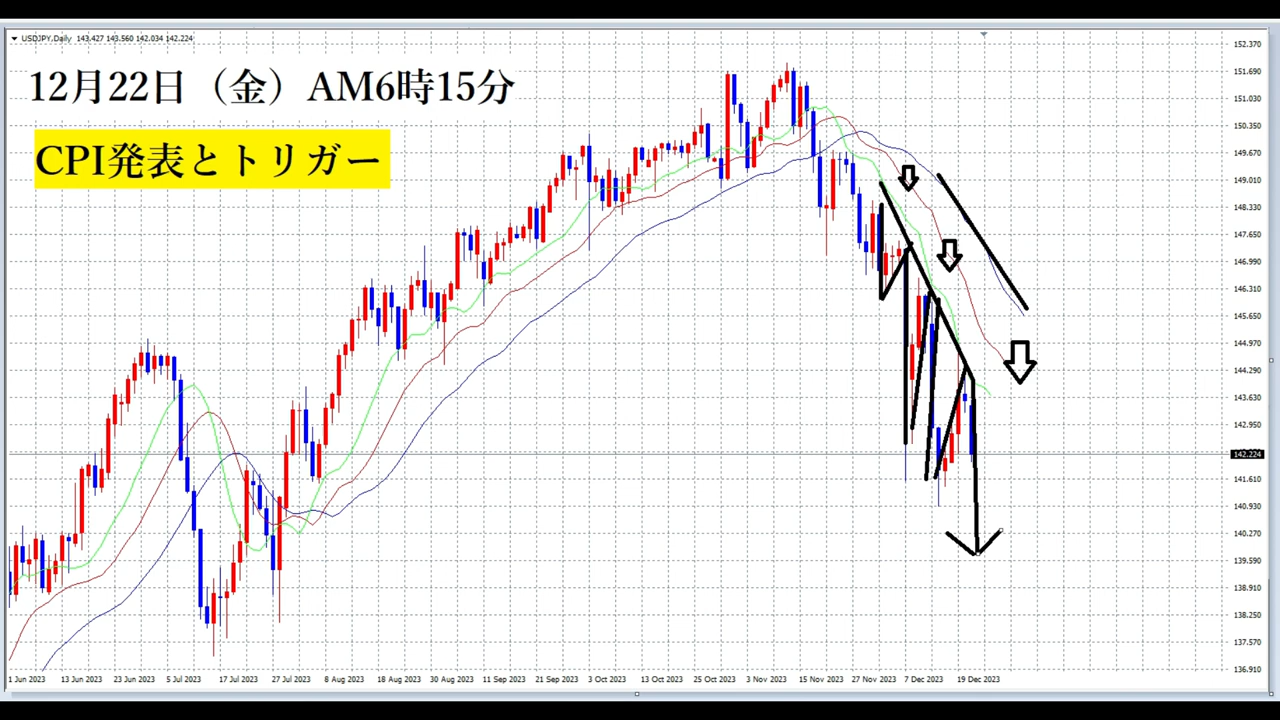 USDJPY,Daily 143.427 143.560 142.034 142.224
12月22日（金）AM6時15分
CPI発表とトリガー
152.370
151.690
151.030
150.350
149.670
149.010
148.330
147.650
146.990
146.310
145.650
144.970
144.290
143.630
142.950
142.224
141.610
140.930
140.270
139.590
138.910
138.250
137.570
136.910
1 Jun 2023
13 Jun 2023
23 Jun 2023
5 Jul 2023
17 Jul 2023
27 Jul 2023
8 Aug 2023
18 Aug 2023
30 Aug 2023
11 Sep 2023
21 Sep 2023
3 Oct 2023
13 Oct 2023
25 Oct 2023
3 Nov 2023
15 Nov 2023
27 Nov 2023
7 Dec 2023
19 Dec 2023